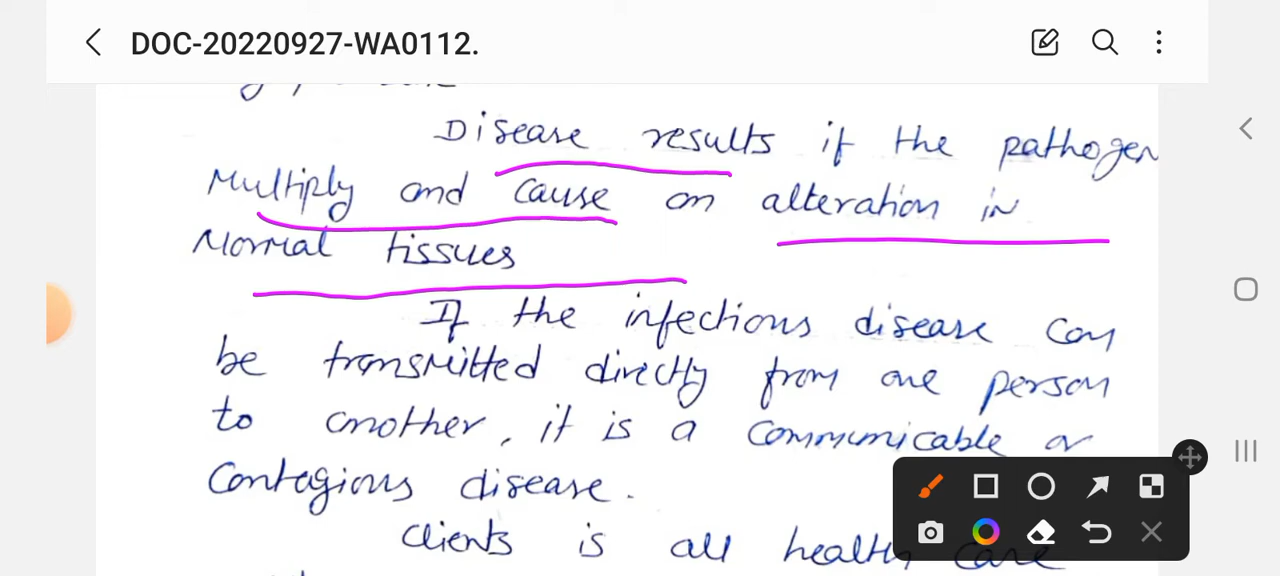 DOC-20220927-WA0112.
Disease results if the pathogen
Multiply and cause an alteration in
Normal tissues
If the infectious disease can
be transmitted directly from one person
to another, it is a communicable or
Contagious disease.
Clients is all health care